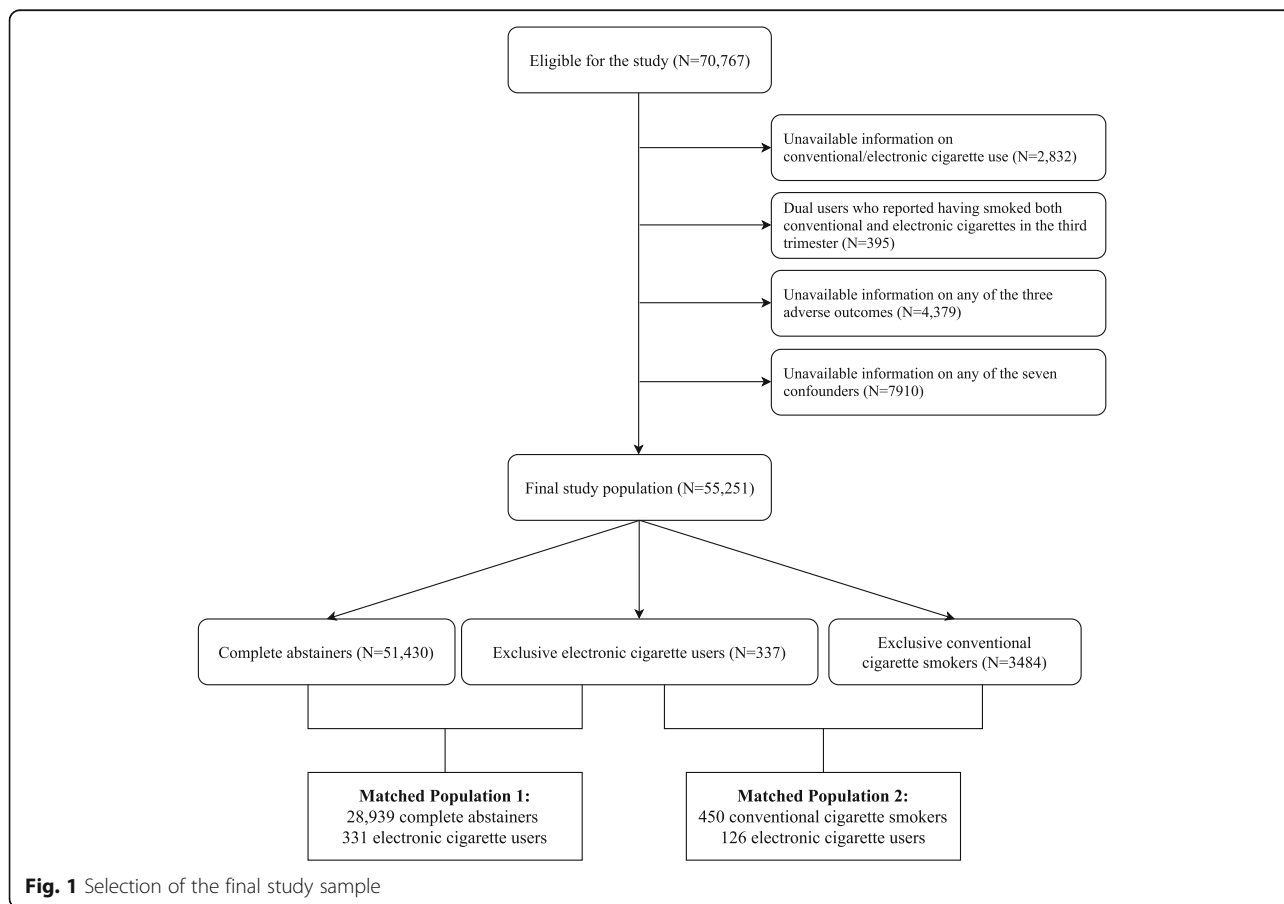 Eligible for the study (N=70,767)
Unavailable information on
conventional/electronic cigarette use (N=2,832)
Dual users who reported having smoked both
conventional and electronic cigarettes in the third
trimester (N=395)
Unavailable information on any of the three
adverse outcomes (N=4,379)
Unavailable information on any of the seven
confounders (N=7910)
Final study population (N=55,251)
Complete abstainers (N=51,430)
Exclusive electronic cigarette users (N=337)
Exclusive conventional
cigarette smokers (N=3484)
Matched Population 1:
28,939 complete abstainers
331 electronic cigarette users
Matched Population 2:
450 conventional cigarette smokers
126 electronic cigarette users
Fig. 1 Selection of the final study sample